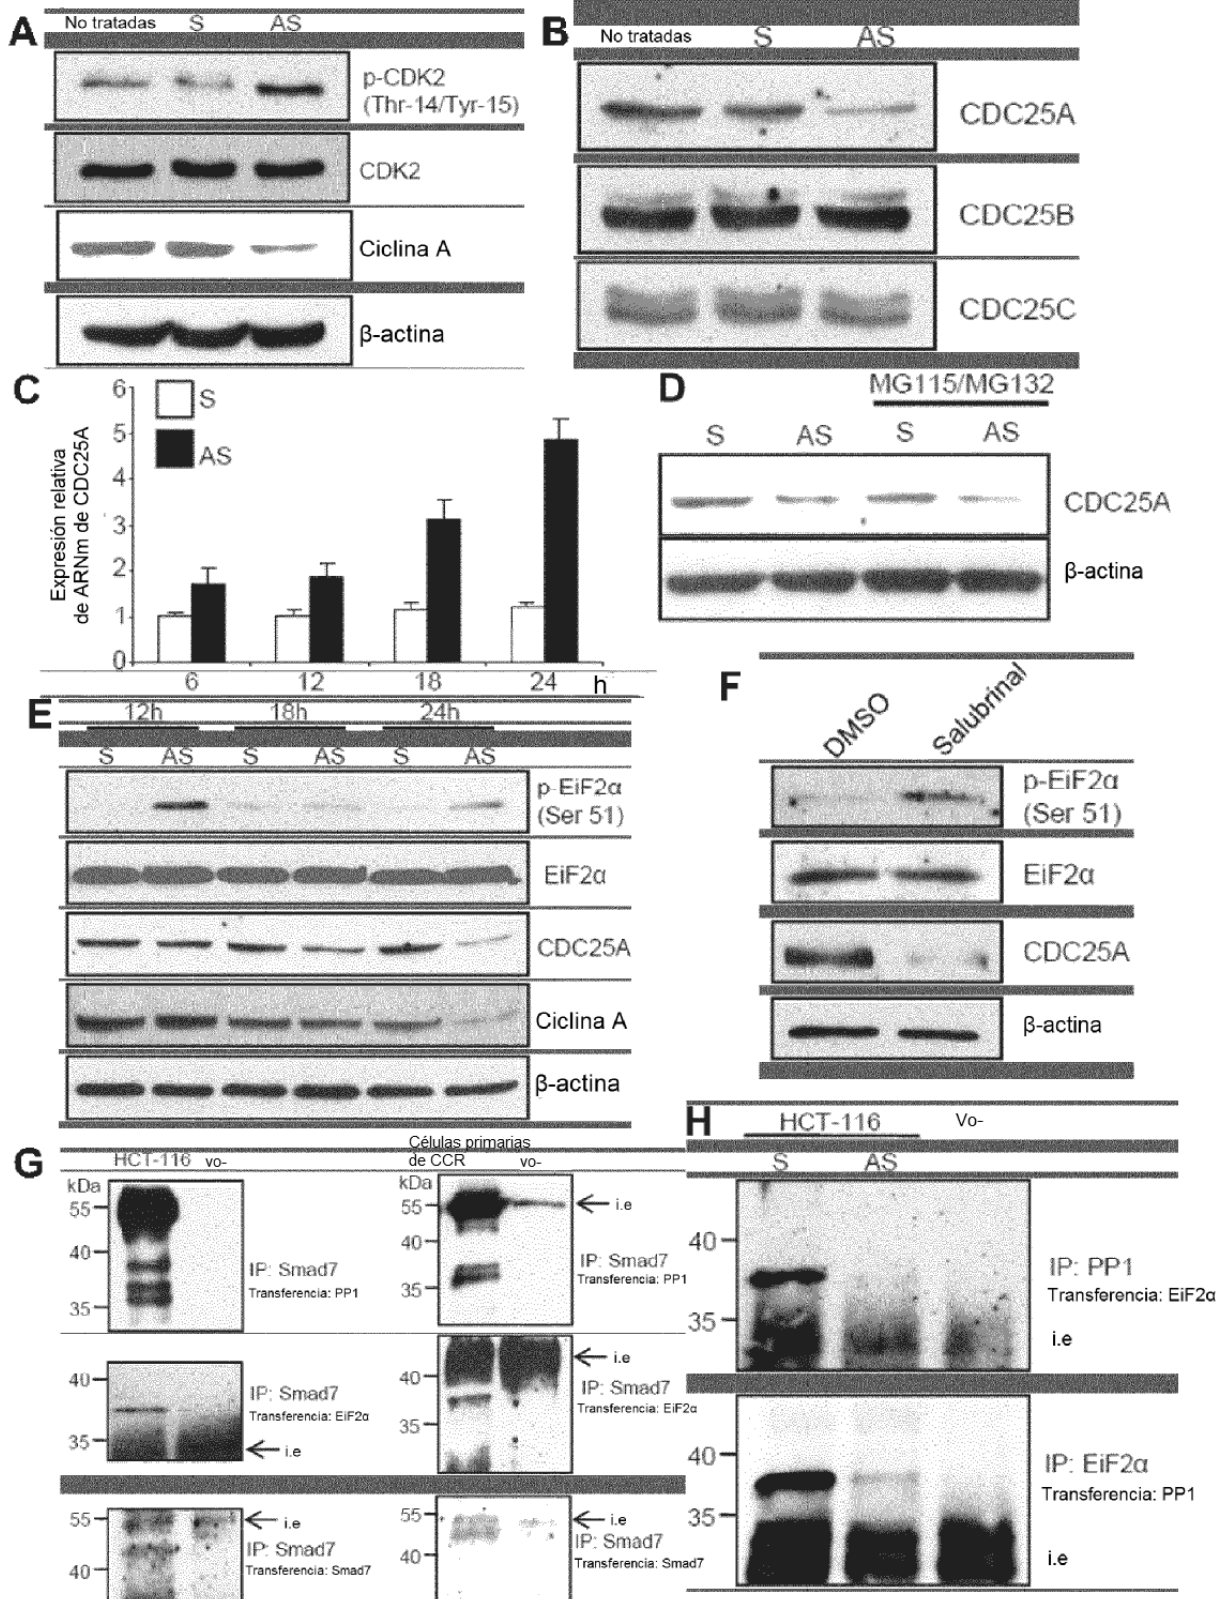 A
No tratadas S AS
p-CDK2
(Thr-14/Tyr-15)
CDK2
Ciclina A
β-actina
B
No tratadas S AS
CDC25A
CDC25B
CDC25C
C
Expresión relativa
de ARNm de CDC25A
6
5
4
3
2
1
0
S
AS
6 12 18 24 h
D
MG115/MG132
S AS S AS
CDC25A
β-actina
E
12h 18h 24h
S AS S AS S AS
p-EiF2α
(Ser 51)
EiF2α
CDC25A
Ciclina A
β-actina
F
DMSO Salubrinal
p-EiF2α
(Ser 51)
EiF2α
CDC25A
β-actina
G
HCT-116 vo-
kDa
55
40
35
IP: Smad7
Transferencia: PP1
40
35
IP: Smad7
Transferencia: EiF2α
i.e
55
40
i.e
IP: Smad7
Transferencia: Smad7
Células primarias
de CCR vo-
kDa
55
40
35
i.e
IP: Smad7
Transferencia: PP1
40
35
i.e
IP: Smad7
Transferencia: EiF2α
55
40
i.e
IP: Smad7
Transferencia: Smad7
H
HCT-116 Vo-
S AS
40
35
IP: PP1
Transferencia: EiF2α
i.e
40
35
IP: EiF2α
Transferencia: PP1
i.e